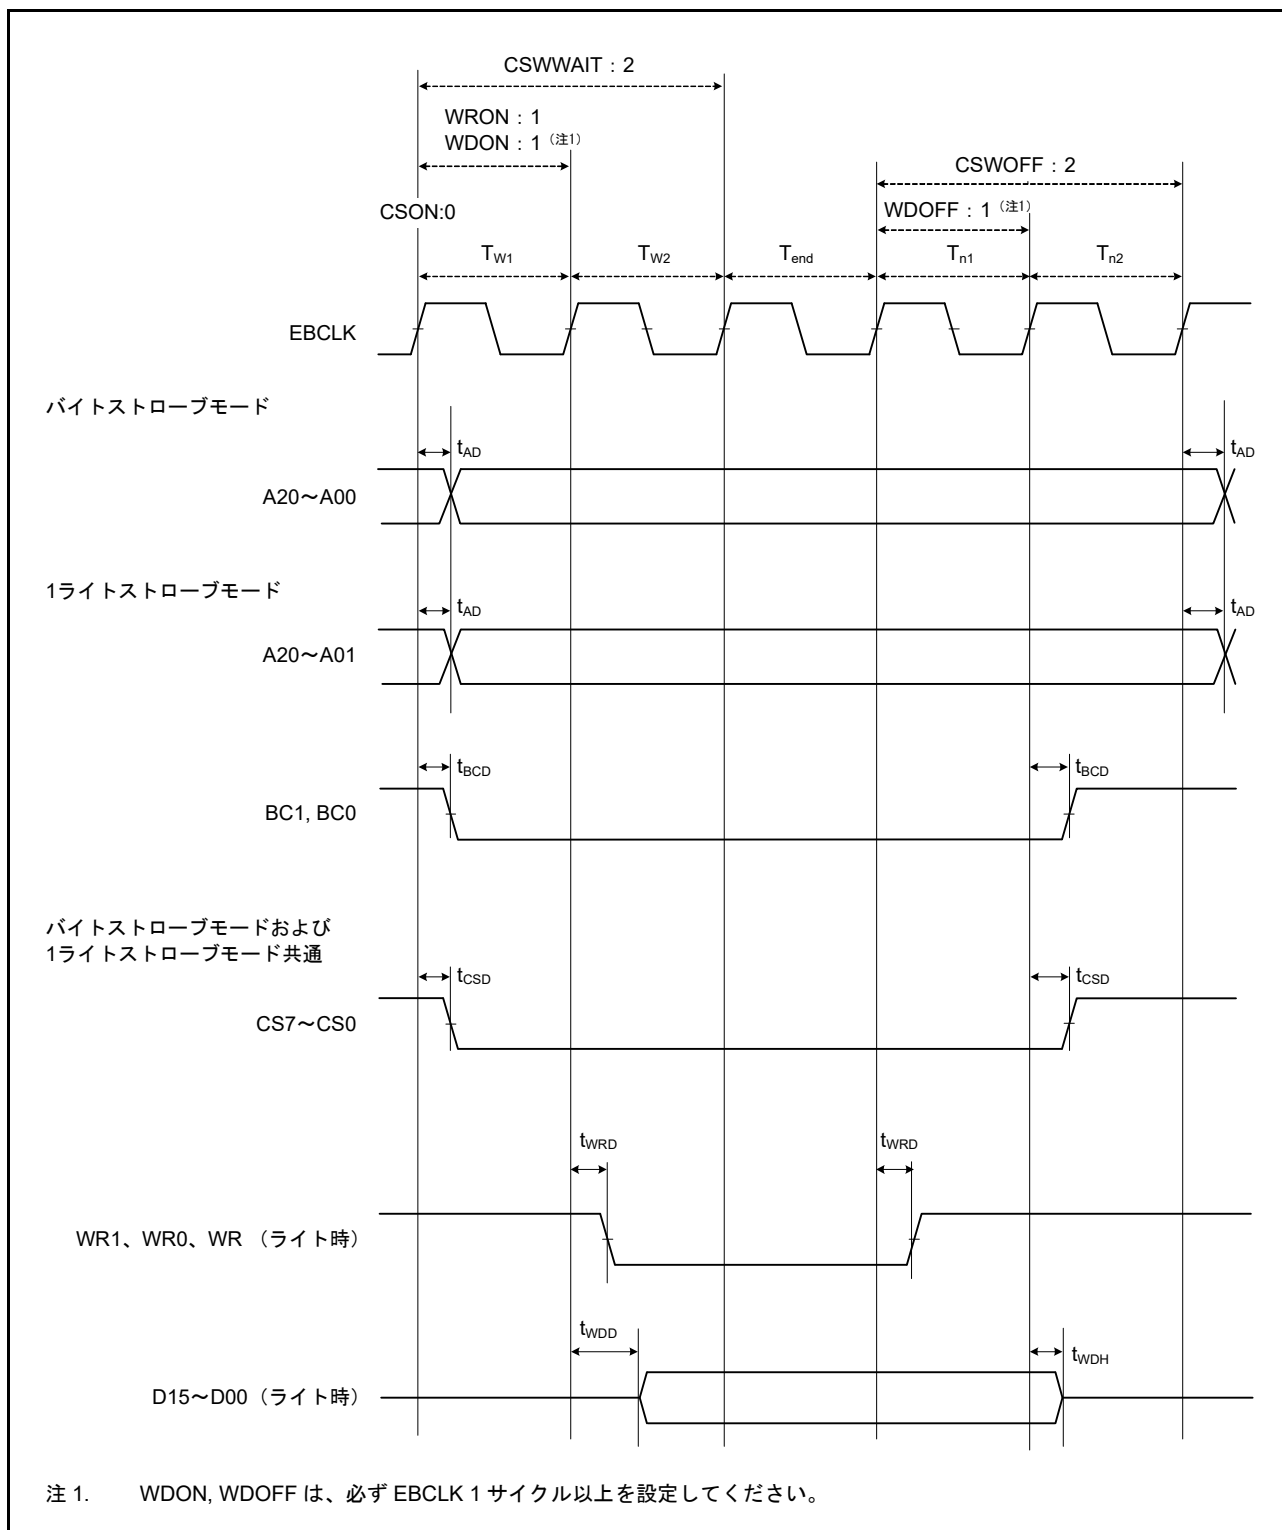 CSWWAIT：2
WRON：1
WDON：1（注1）
CSWOFF：2
WDOFF：1（注1）
CSON:0
TW1 TW2 Tend Tn1 Tn2
EBCLK
バイトストローブモード
tAD tAD
A20～A00
1ライトストローブモード
tAD tAD
A20～A01
tBCD tBCD
BC1, BC0
バイトストローブモードおよび
1ライトストローブモード共通
tCSD tCSD
CS7～CS0
tWRD tWRD
WR1、WR0、WR （ライト時）
tWDD tWDH
D15～D00（ライト時）
注 1. WDON, WDOFF は、必ず EBCLK 1 サイクル以上を設定してください。